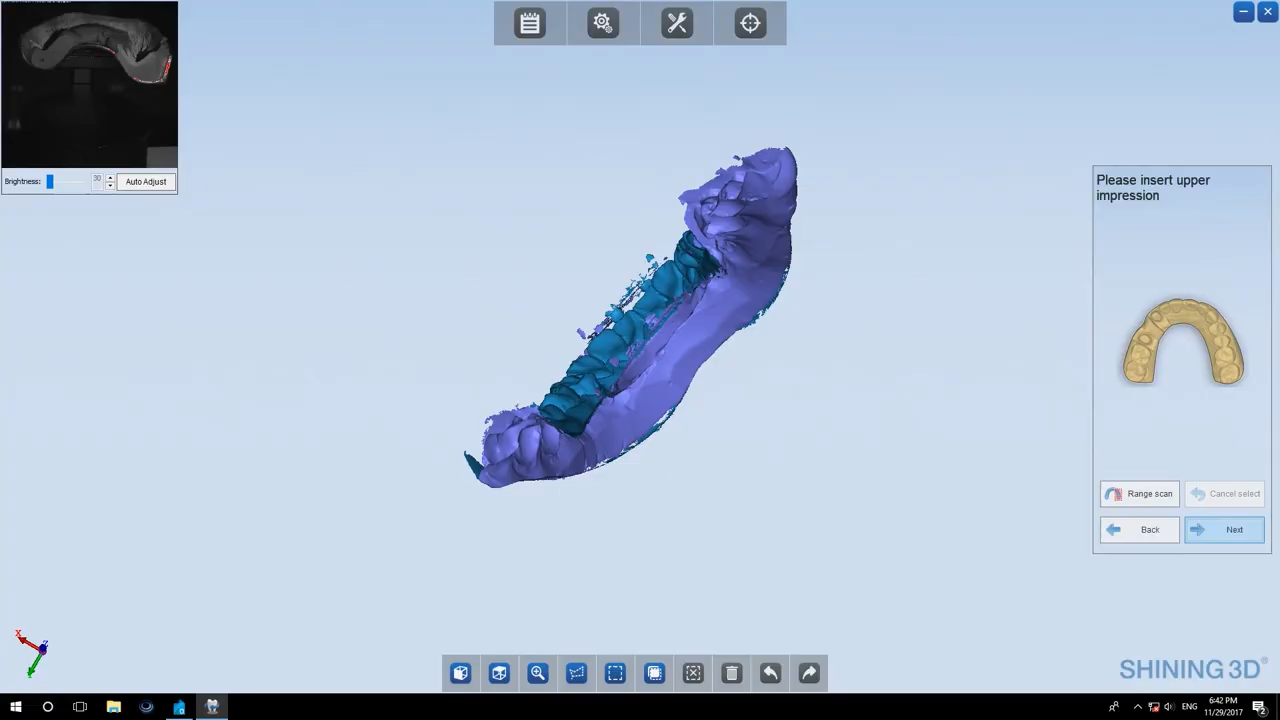 Brightness:
30
Auto Adjust
Please insert upper
impression
Range scan
Cancel select
Back
Next
X
Z
SHINING 3D®
ENG
6:42 PM
11/29/2017
2